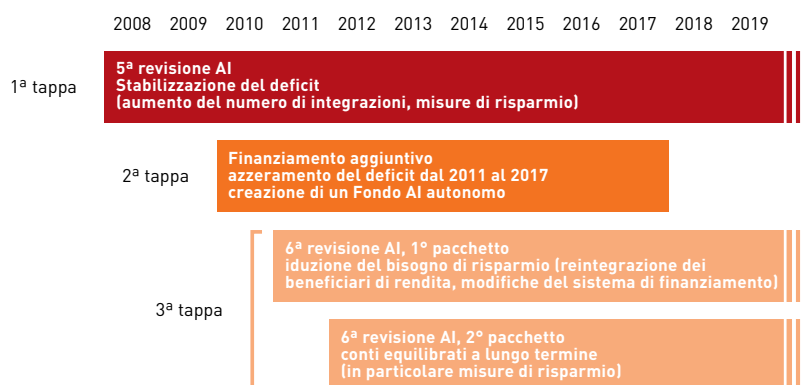 2008 2009 2010 2011 2012 2013 2014 2015 2016 2017 2018 2019
1ª tappa
5ª revisione AI
Stabilizzazione del deficit
(aumento del numero di integrazioni, misure di risparmio)
2ª tappa
Finanziamento aggiuntivo
azzeramento del deficit dal 2011 al 2017
creazione di un Fondo AI autonomo
3ª tappa
6ª revisione AI, 1° pacchetto
iduzione del bisogno di risparmio (reintegrazione dei
beneficiari di rendita, modifiche del sistema di finanziamento)
6ª revisione AI, 2° pacchetto
conti equilibrati a lungo termine
(in particolare misure di risparmio)